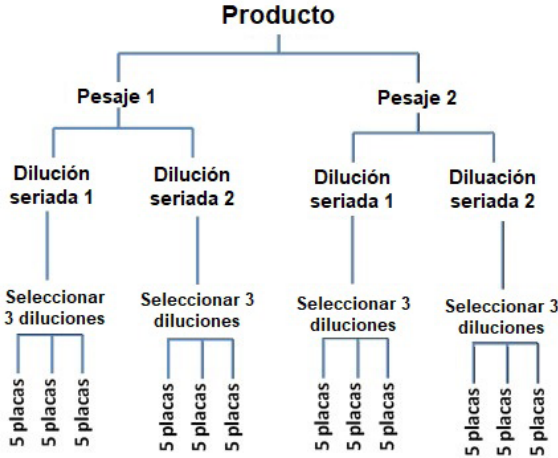 Producto
Pesaje 1
Pesaje 2
Dilución
seriada 1
Dilución
seriada 2
Dilución
seriada 1
Diluación
seriada 2
Seleccionar
3 diluciones
Seleccionar 3
diluciones
Seleccionar 3
diluciones
Seleccionar 3
diluciones
5 placas
5 placas
5 placas
5 placas
5 placas
5 placas
5 placas
5 placas
5 placas
5 placas
5 placas
5 placas